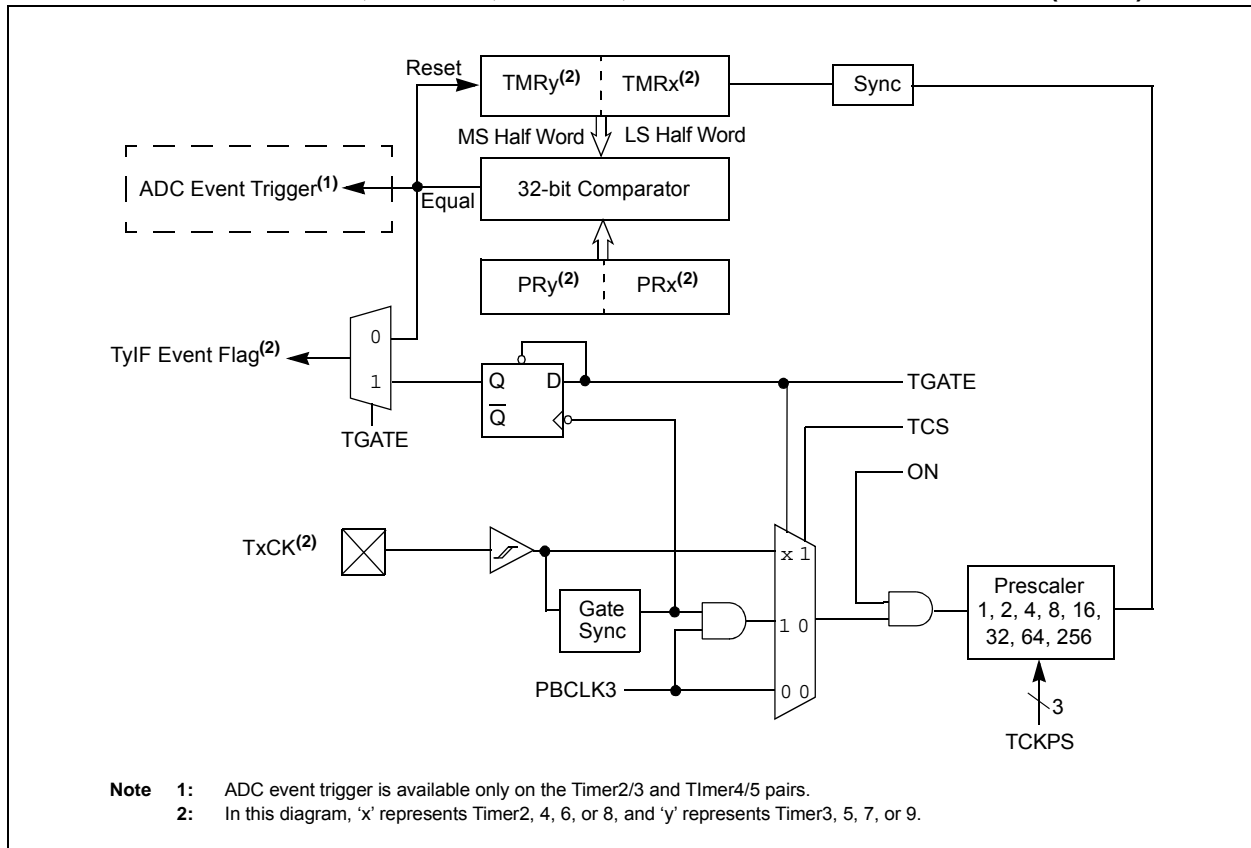 Reset
TMRy(2) TMRx(2)
Sync
MS Half Word LS Half Word
ADC Event Trigger(1)
Equal
32-bit Comparator
PRy(2) PRx(2)
0
TyIF Event Flag(2)
1
Q D
Q
TGATE
TGATE
TCS
ON
TxCK(2)
x 1
Prescaler
1, 2, 4, 8, 16,
32, 64, 256
Gate
Sync
1 0
PBCLK3
0 0
3
TCKPS
Note 1: ADC event trigger is available only on the Timer2/3 and TImer4/5 pairs.
2: In this diagram, ‘x’ represents Timer2, 4, 6, or 8, and ‘y’ represents Timer3, 5, 7, or 9.